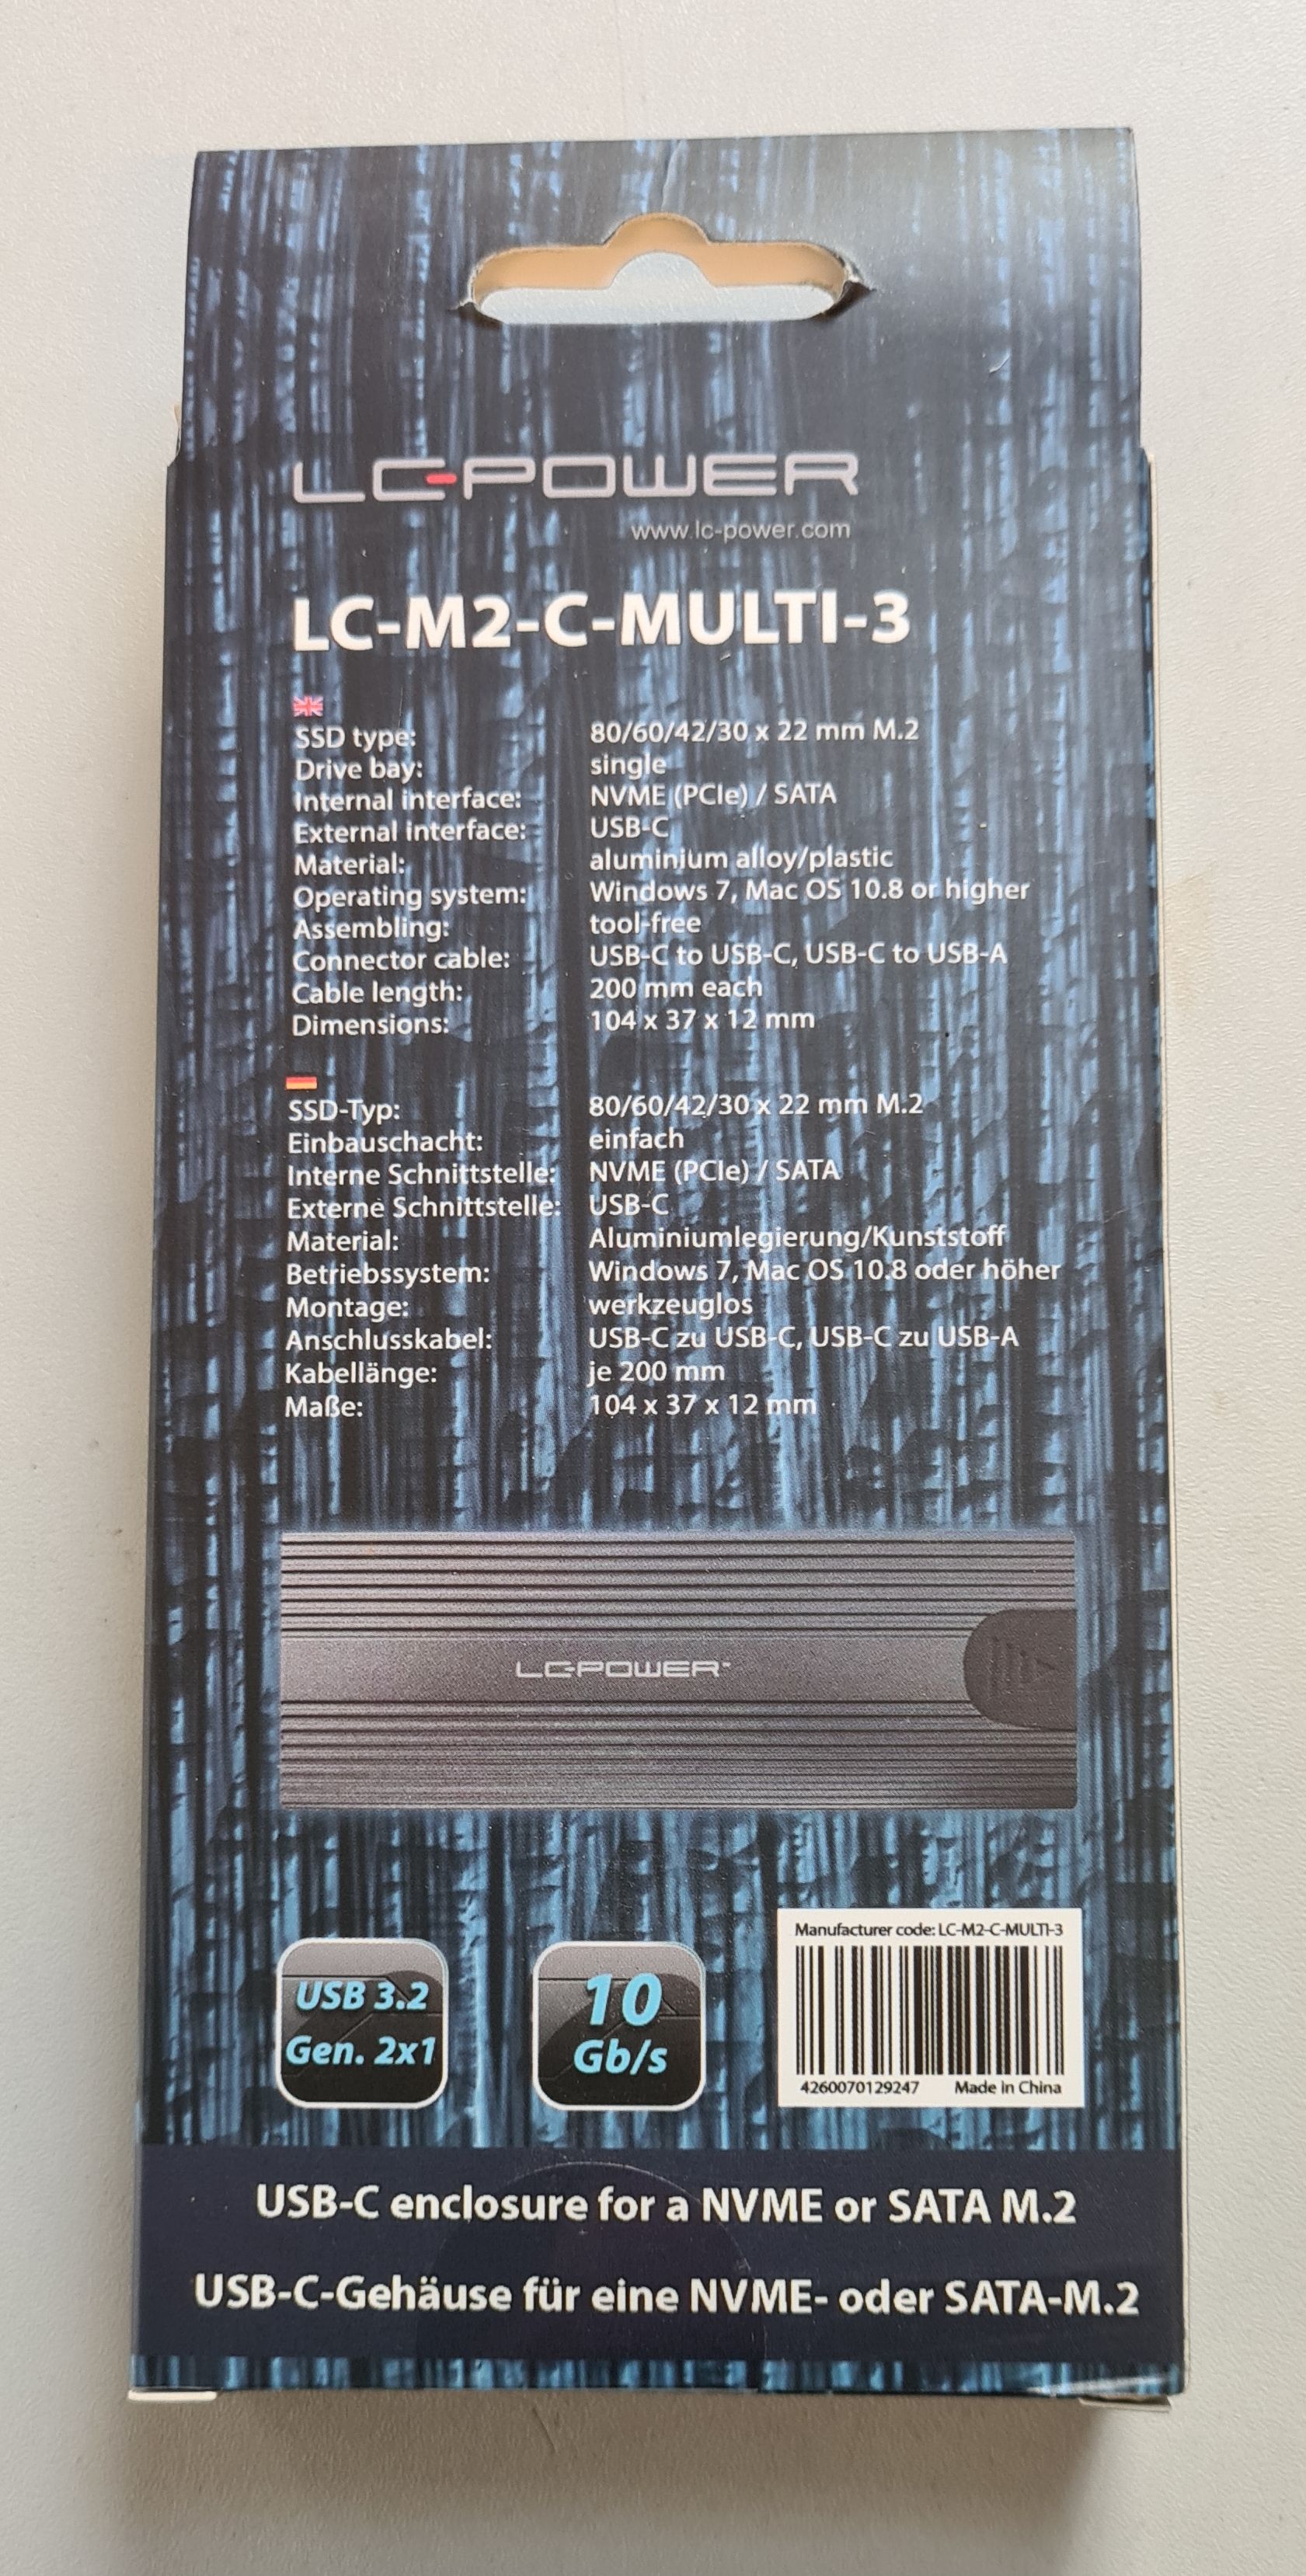 LC-POWER
www.lc-power.com
LC-M2-C-MULTI-3
SSD type: 80/60/42/30 x 22 mm M.2
Drive bay: single
Internal interface: NVME (PCIe) / SATA
External interface: USB-C
Material: aluminium alloy/plastic
Operating system: Windows 7, Mac OS 10.8 or higher
Assembling: tool-free
Connector cable: USB-C to USB-C, USB-C to USB-A
Cable length: 200 mm each
Dimensions: 104 x 37 x 12 mm
SSD-Typ: 80/60/42/30 x 22 mm M.2
Einbauschacht: einfach
Interne Schnittstelle: NVME (PCIe) / SATA
Externe Schnittstelle: USB-C
Material: Aluminiumlegierung/Kunststoff
Betriebssystem: Windows 7, Mac OS 10.8 oder höher
Montage: werkzeuglos
Anschlusskabel: USB-C zu USB-C, USB-C zu USB-A
Kabellänge: je 200 mm
Maße: 104 x 37 x 12 mm
LC-POWER™
USB 3.2
Gen. 2x1
10
Gb/s
Manufacturer code: LC-M2-C-MULTI-3
4260070129247 Made in China
USB-C enclosure for a NVME or SATA M.2
USB-C-Gehäuse für eine NVME- oder SATA-M.2